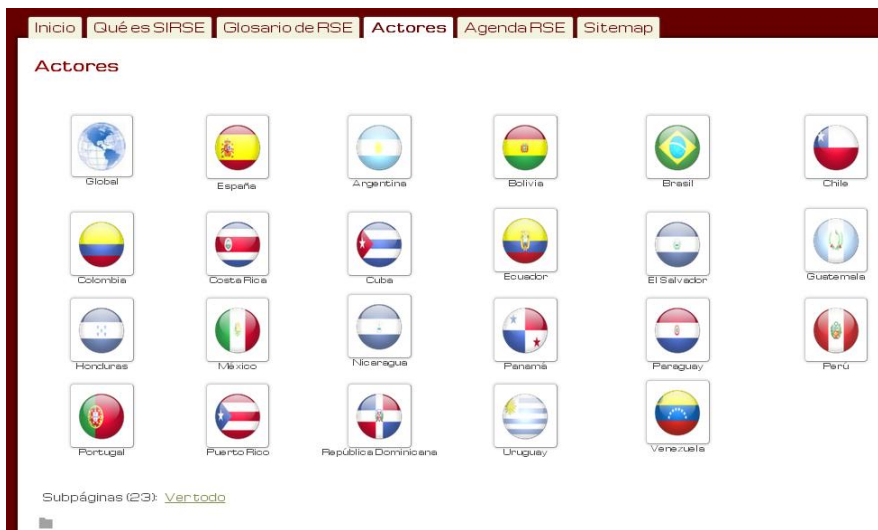 Inicio Qué es SIRSE Glosario de RSE Actores Agenda RSE Sitemap
Actores
Global España Argentina Bolivia Brasil Chile
Colombia Costa Rica Cuba Ecuador El Salvador Guatemala
Honduras México Nicaragua Panamá Paraguay Perú
Portugal Puerto Rico República Dominicana Uruguay Venezuela
Subpáginas (23): Ver todo